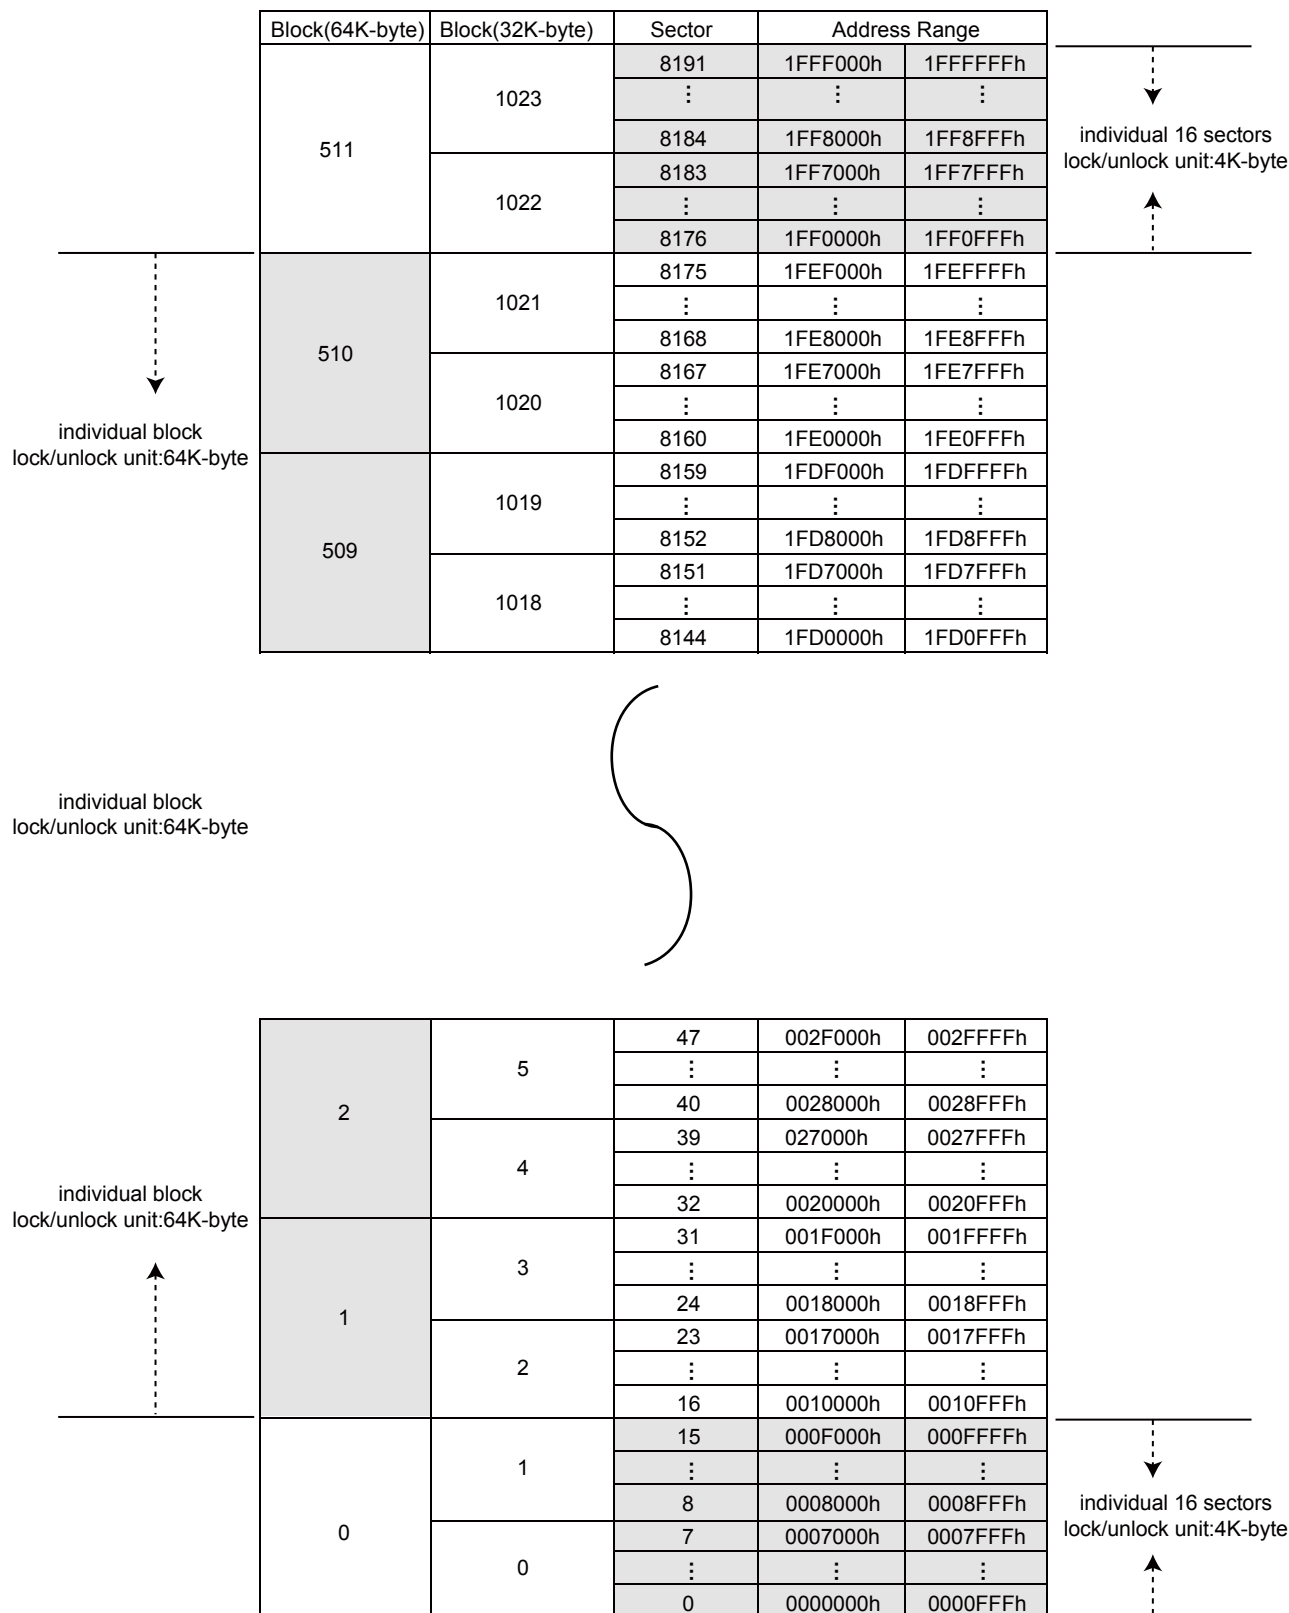 Block(64K-byte) Block(32K-byte) Sector Address Range
8191 1FFF000h 1FFFFFFh
1023
individual 16 sectors
lock/unlock unit:4K-byte
8184 1FF8000h 1FF8FFFh
511
8183 1FF7000h 1FF7FFFh
1022
8176 1FF0000h 1FF0FFFh
8175 1FEF000h 1FEFFFFh
1021
8168 1FE8000h 1FE8FFFh
510
8167 1FE7000h 1FE7FFFh
1020
individual block
lock/unlock unit:64K-byte
8160 1FE0000h 1FE0FFFh
8159 1FDF000h 1FDFFFFh
1019
8152 1FD8000h 1FD8FFFh
509
8151 1FD7000h 1FD7FFFh
1018
8144 1FD0000h 1FD0FFFh
individual block
lock/unlock unit:64K-byte
47 002F000h 002FFFFh
5
40 0028000h 0028FFFh
2
39 027000h 0027FFFh
4
individual block
lock/unlock unit:64K-byte
32 0020000h 0020FFFh
31 001F000h 001FFFFh
3
24 0018000h 0018FFFh
1
23 0017000h 0017FFFh
2
16 0010000h 0010FFFh
15 000F000h 000FFFFh
1
8 0008000h 0008FFFh
individual 16 sectors
lock/unlock unit:4K-byte
0
7 0007000h 0007FFFh
0
0 0000000h 0000FFFh